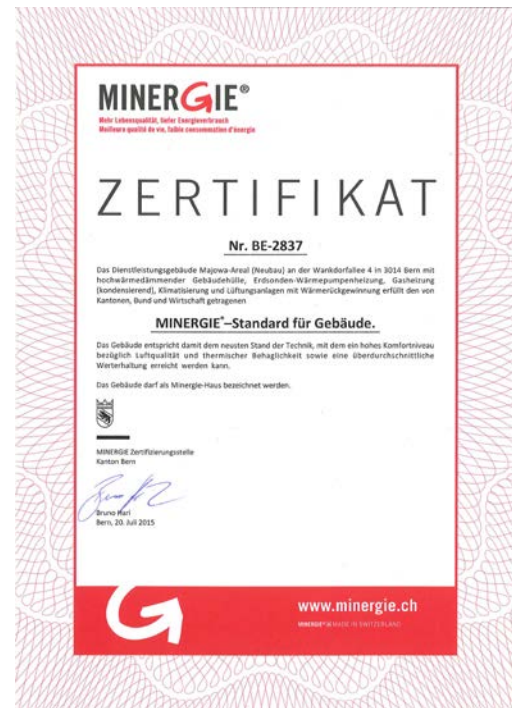 MINERGIE®
Mehr Lebensqualität, tiefer Energieverbrauch
Meilleure qualité de vie, faible consommation d'énergie
ZERTIFIKAT
Nr. BE-2837
Das Dienstleistungsgebäude Majowa-Areal (Neubau) an der Wankdorfallee 4 in 3014 Bern mit
hochwärmedämmender Gebäudehülle, Erdsonden-Wärmepumpenheizung, Gasheizung
(kondensierend), Klimatisierung und Lüftungsanlagen mit Wärmerückgewinnung erfüllt den von
Kantonen, Bund und Wirtschaft getragenen
MINERGIE®–Standard für Gebäude.
Das Gebäude entspricht damit dem neusten Stand der Technik, mit dem ein hohes Komfortniveau
bezüglich Luftqualität und thermischer Behaglichkeit sowie eine überdurchschnittliche
Werterhaltung erreicht werden kann.
Das Gebäude darf als Minergie-Haus bezeichnet werden.
MINERGIE Zertifizierungsstelle
Kanton Bern
Bruno Hari
Bern, 20. Juli 2015
www.minergie.ch
MINERGIE® MADE IN SWITZERLAND